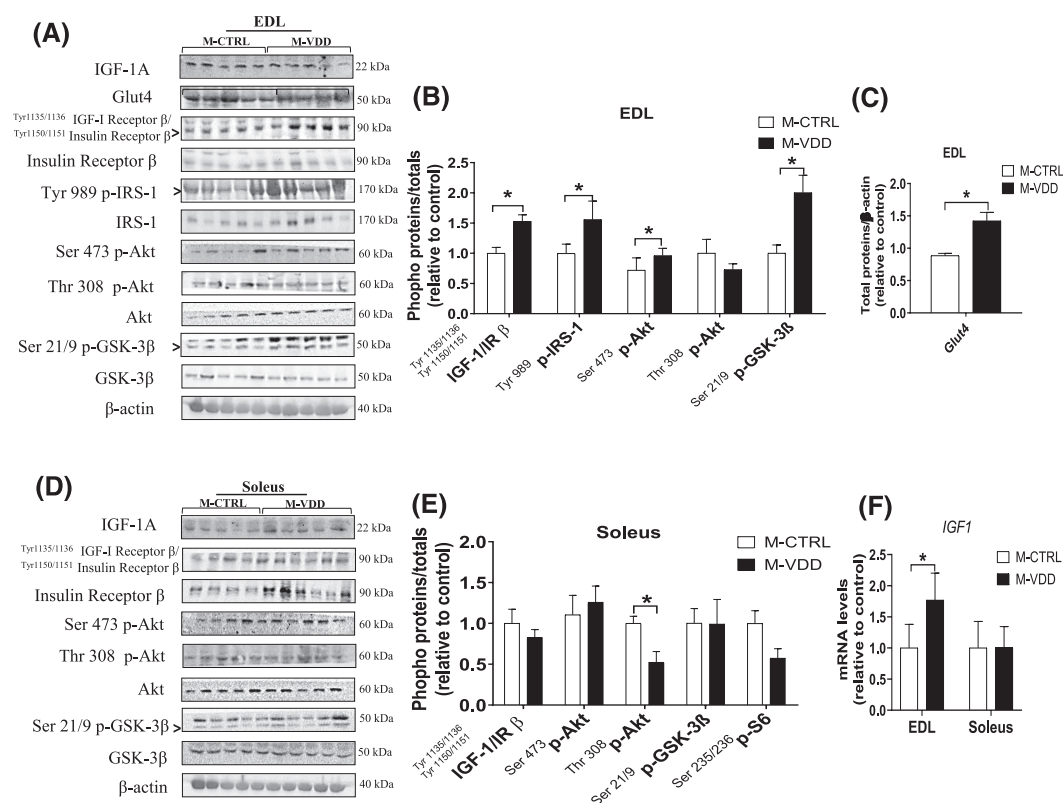 (A)
EDL
M-CTRL M-VDD
IGF-1A 22 kDa
Glut4 50 kDa
Tyr1135/1136 IGF-I Receptor β/
Tyr1150/1151 Insulin Receptor β > 90 kDa
Insulin Receptor β 90 kDa
Tyr 989 p-IRS-1 > 170 kDa
IRS-1 170 kDa
Ser 473 p-Akt 60 kDa
Thr 308 p-Akt 60 kDa
Akt 60 kDa
Ser 21/9 p-GSK-3β > 50 kDa
GSK-3β 50 kDa
β-actin 40 kDa
(B)
EDL
M-CTRL
M-VDD
Phopho proteins/totals
(relative to control)
2.5
2.0
1.5
1.0
0.5
0.0
* * * *
Tyr 1135/1136
Tyr 1150/1151
IGF-1/IR β
Tyr 989 p-IRS-1
Ser 473 p-Akt
Thr 308 p-Akt
Ser 21/9 p-GSK-3ß
(C)
EDL
M-CTRL
M-VDD
Total proteins/β-actin
(relative to control)
2.0
1.5
1.0
0.5
0.0
*
Glut4
(D)
Soleus
M-CTRL M-VDD
IGF-1A 22 kDa
Tyr1135/1136 IGF-I Receptor β/
Tyr1150/1151 Insulin Receptor β 90 kDa
Insulin Receptor β 90 kDa
Ser 473 p-Akt 60 kDa
Thr 308 p-Akt 60 kDa
Akt 60 kDa
Ser 21/9 p-GSK-3β > 50 kDa
GSK-3β 50 kDa
β-actin 40 kDa
(E)
Soleus
M-CTRL
M-VDD
Phopho proteins/totals
(relative to control)
2.5
2.0
1.5
1.0
0.5
0.0
*
Tyr 1135/1136
Tyr 1150/1151
IGF-1/IR β
Ser 473 p-Akt
Thr 308 p-Akt
Ser 21/9 p-GSK-3ß
Ser 235/236 p-S6
(F)
IGF1
M-CTRL
M-VDD
mRNA levels
(relative to control)
2.5
2.0
1.5
1.0
0.5
0.0
*
EDL Soleus